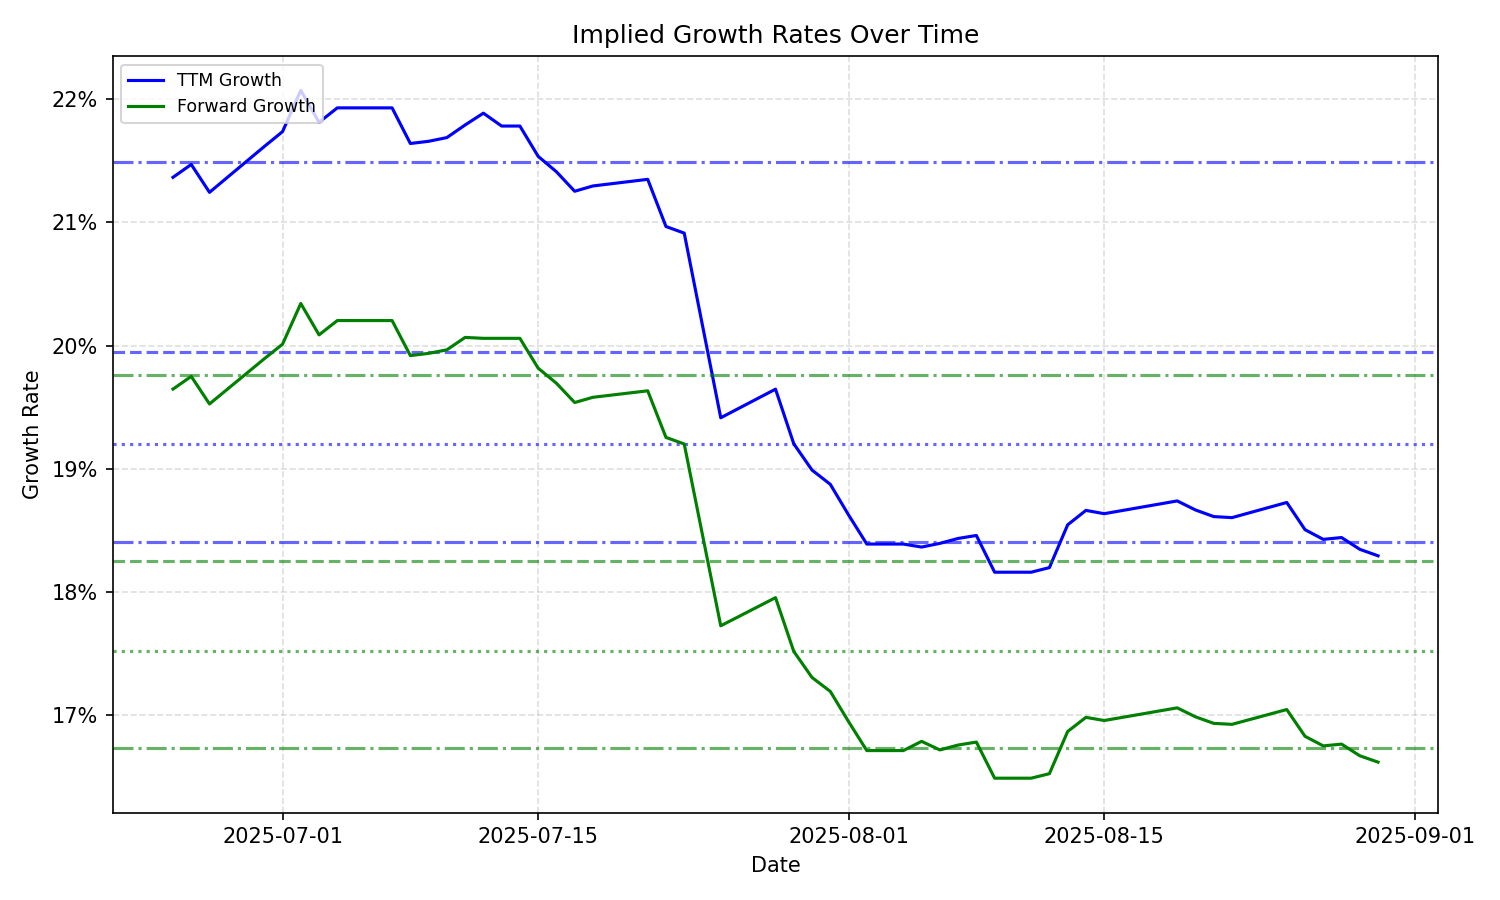 Implied Growth Rates Over Time
TTM Growth
Forward Growth
22%
21%
20%
19%
18%
17%
Growth Rate
2025-07-01
2025-07-15
2025-08-01
2025-08-15
2025-09-01
Date